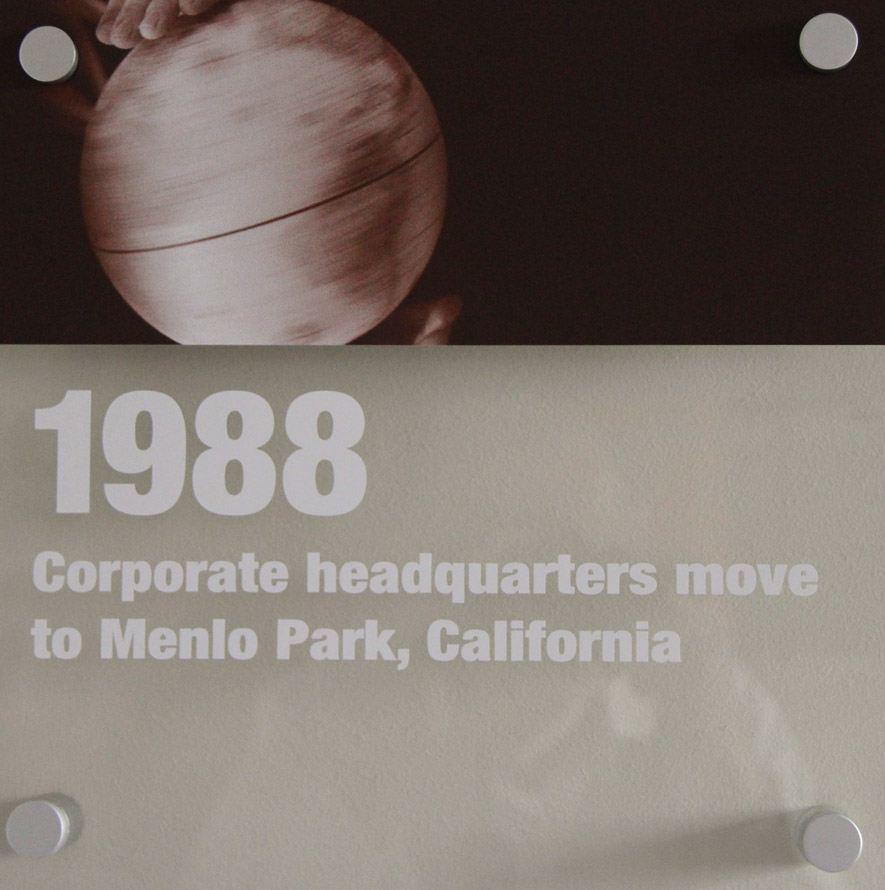 1988
Corporate headquarters move
to Menlo Park, California